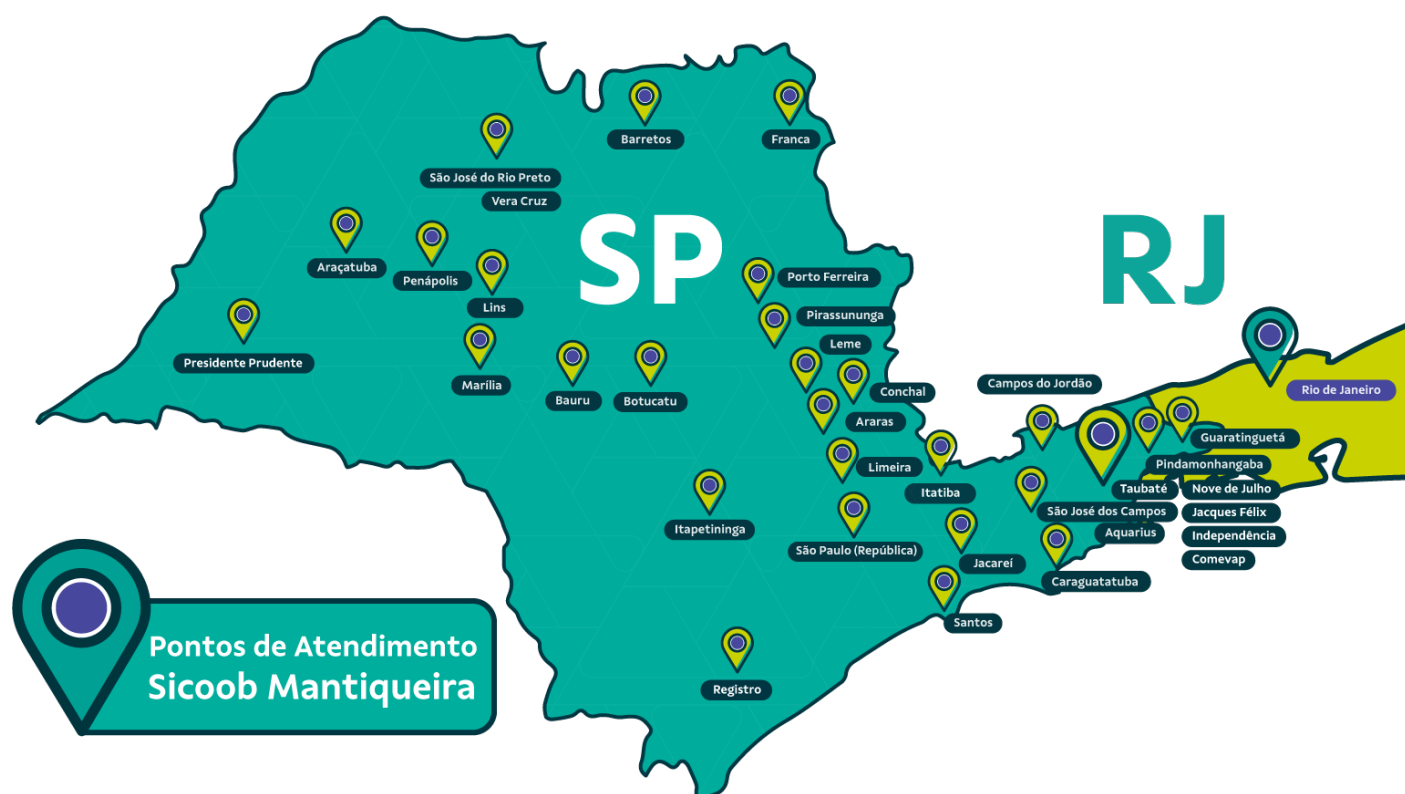 Barretos
Franca
São José do Rio Preto
Vera Cruz
SP
RJ
Araçatuba
Penápolis
Lins
Porto Ferreira
Pirassununga
Leme
Presidente Prudente
Marília
Bauru
Botucatu
Conchal
Campos do Jordão
Rio de Janeiro
Araras
Guaratinguetá
Limeira
Itatiba
Pindamonhangaba
Taubaté
Nove de Julho
São José dos Campos
Jacques Félix
Itapetininga
Aquarius
Independência
São Paulo (República)
Jacareí
Comevap
Caraguatatuba
Santos
Registro
Pontos de Atendimento
Sicoob Mantiqueira